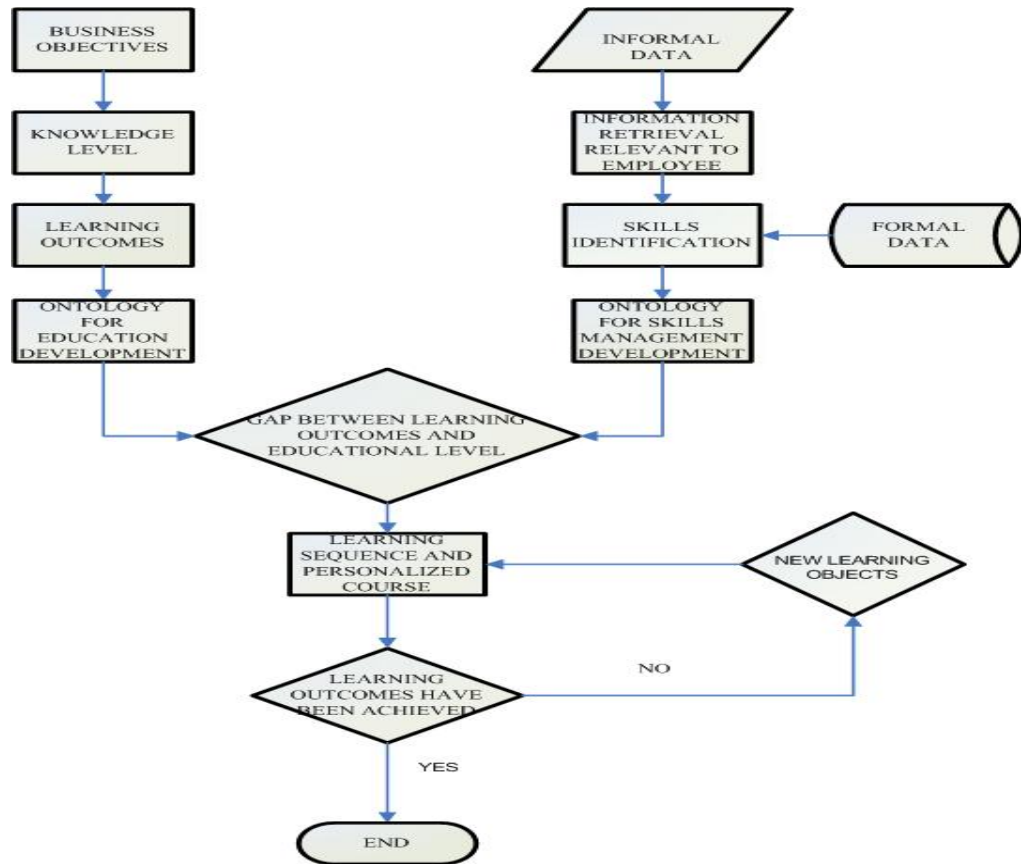 BUSINESS
OBJECTIVES
INFORMAL
DATA
KNOWLEDGE
LEVEL
INFORMATION
RETRIEVAL
RELEVANT TO
EMPLOYEE
LEARNING
OUTCOMES
SKILLS
IDENTIFICATION
FORMAL
DATA
ONTOLOGY
FOR
EDUCATION
DEVELOPMENT
ONTOLOGY
FOR SKILLS
MANAGEMENT
DEVELOPMENT
GAP BETWEEN LEARNING
OUTCOMES AND
EDUCATIONAL LEVEL
LEARNING
SEQUENCE AND
PERSONALIZED
COURSE
NEW LEARNING
OBJECTS
LEARNING
OUTCOMES HAVE
BEEN ACHIEVED
NO
YES
END